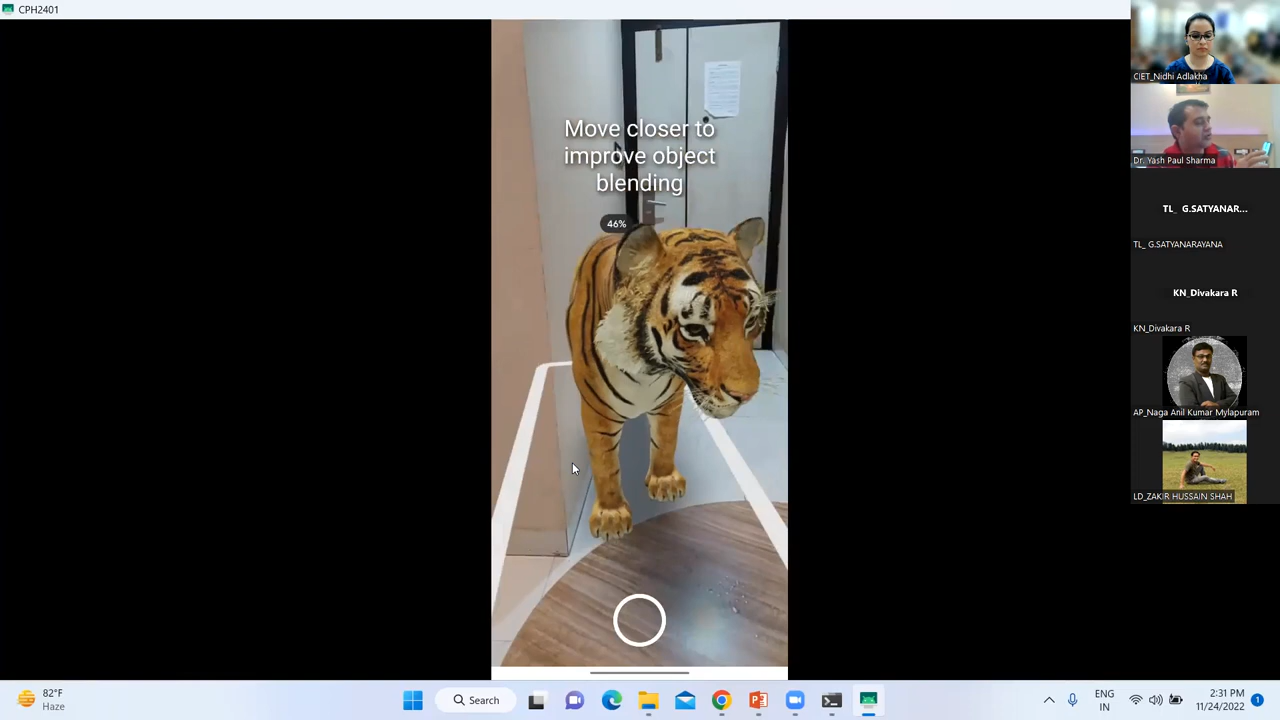 CPH2401
Move closer to
improve object
blending
46%
CIET_Nidhi Adlakha
Dr. Yash Paul Sharma
TL_ G.SATYANAR...
TL_ G.SATYANARAYANA
KN_Divakara R
KN_Divakara R
AP_Naga Anil Kumar Mylapuram
LD_ZAKIR HUSSAIN SHAH
82°F
Haze
Search
ENG
IN
2:31 PM
11/24/2022
1